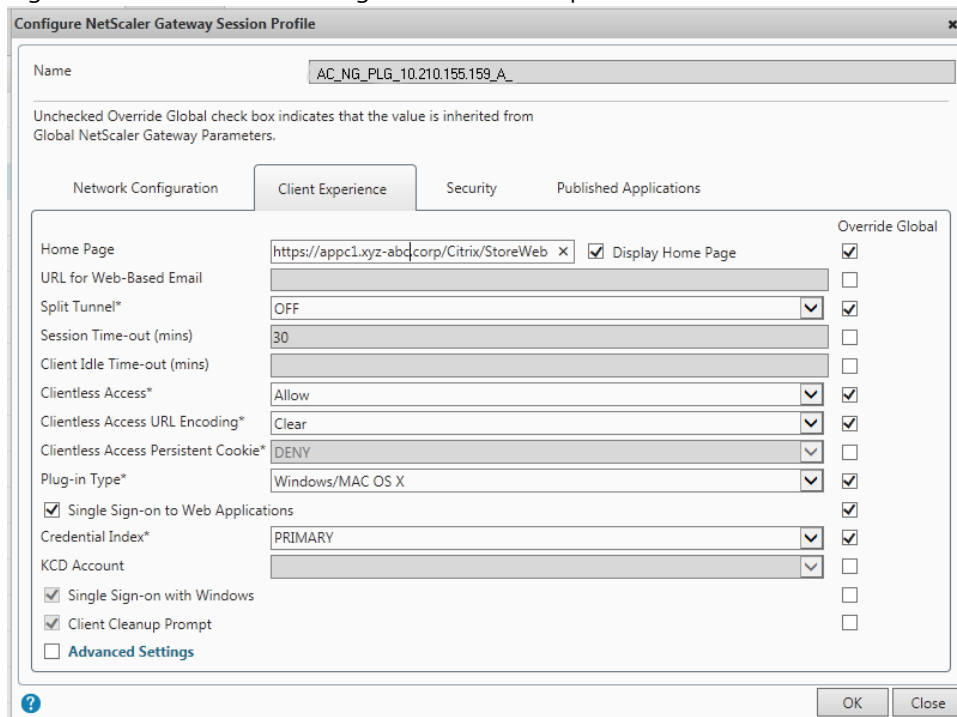 Configure NetScaler Gateway Session Profile
Name AC_NG_PLG_10.210.155.159_A_
Unchecked Override Global check box indicates that the value is inherited from
Global NetScaler Gateway Parameters.
Network Configuration Client Experience Security Published Applications
Override Global
Home Page https://appc1.xyz-abc.corp/Citrix/StoreWeb × Display Home Page
URL for Web-Based Email
Split Tunnel* OFF
Session Time-out (mins) 30
Client Idle Time-out (mins)
Clientless Access* Allow
Clientless Access URL Encoding* Clear
Clientless Access Persistent Cookie* DENY
Plug-in Type* Windows/MAC OS X
Single Sign-on to Web Applications
Credential Index* PRIMARY
KCD Account
Single Sign-on with Windows
Client Cleanup Prompt
Advanced Settings
? OK Close